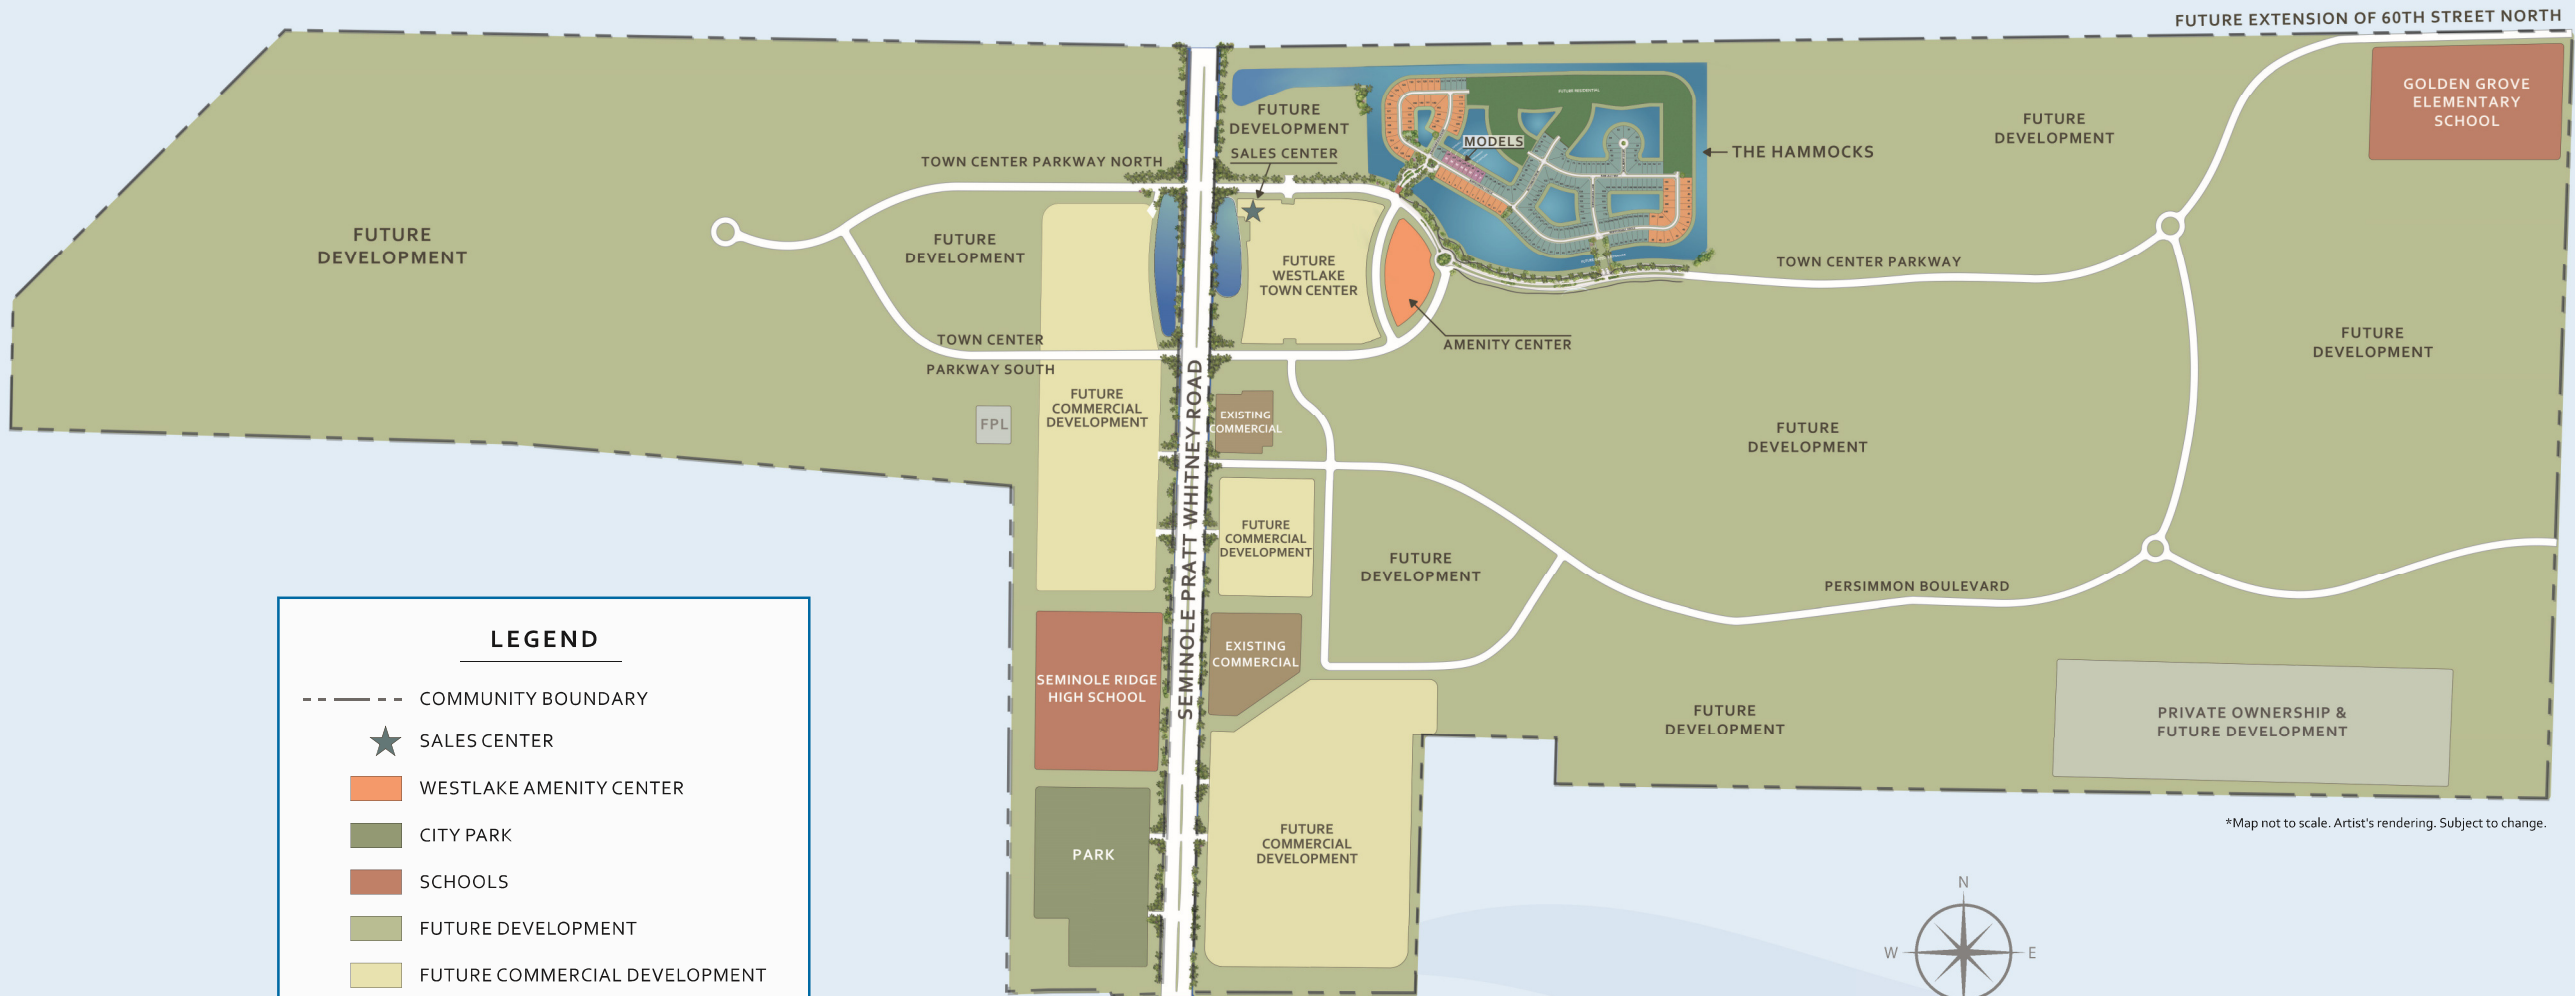 FUTURE EXTENSION OF 60TH STREET NORTH
GOLDEN GROVE
ELEMENTARY
SCHOOL
FUTURE
DEVELOPMENT
SALES CENTER
FUTURE RESIDENTIAL
MODELS
THE HAMMOCKS
FUTURE
DEVELOPMENT
TOWN CENTER PARKWAY NORTH
FUTURE
DEVELOPMENT
FUTURE
DEVELOPMENT
FUTURE
WESTLAKE
TOWN CENTER
TOWN CENTER PARKWAY
AMENITY CENTER
FUTURE
DEVELOPMENT
TOWN CENTER
PARKWAY SOUTH
FPL
FUTURE
COMMERCIAL
DEVELOPMENT
SEMINOLE PRATT WHITNEY ROAD
EXISTING
COMMERCIAL
FUTURE
DEVELOPMENT
FUTURE
COMMERCIAL
DEVELOPMENT
FUTURE
DEVELOPMENT
PERSIMMON BOULEVARD
SEMINOLE RIDGE
HIGH SCHOOL
EXISTING
COMMERCIAL
FUTURE
DEVELOPMENT
PRIVATE OWNERSHIP &
FUTURE DEVELOPMENT
PARK
FUTURE
COMMERCIAL
DEVELOPMENT
*Map not to scale. Artist's rendering. Subject to change.
N
W
E
LEGEND
COMMUNITY BOUNDARY
SALES CENTER
WESTLAKE AMENITY CENTER
CITY PARK
SCHOOLS
FUTURE DEVELOPMENT
FUTURE COMMERCIAL DEVELOPMENT